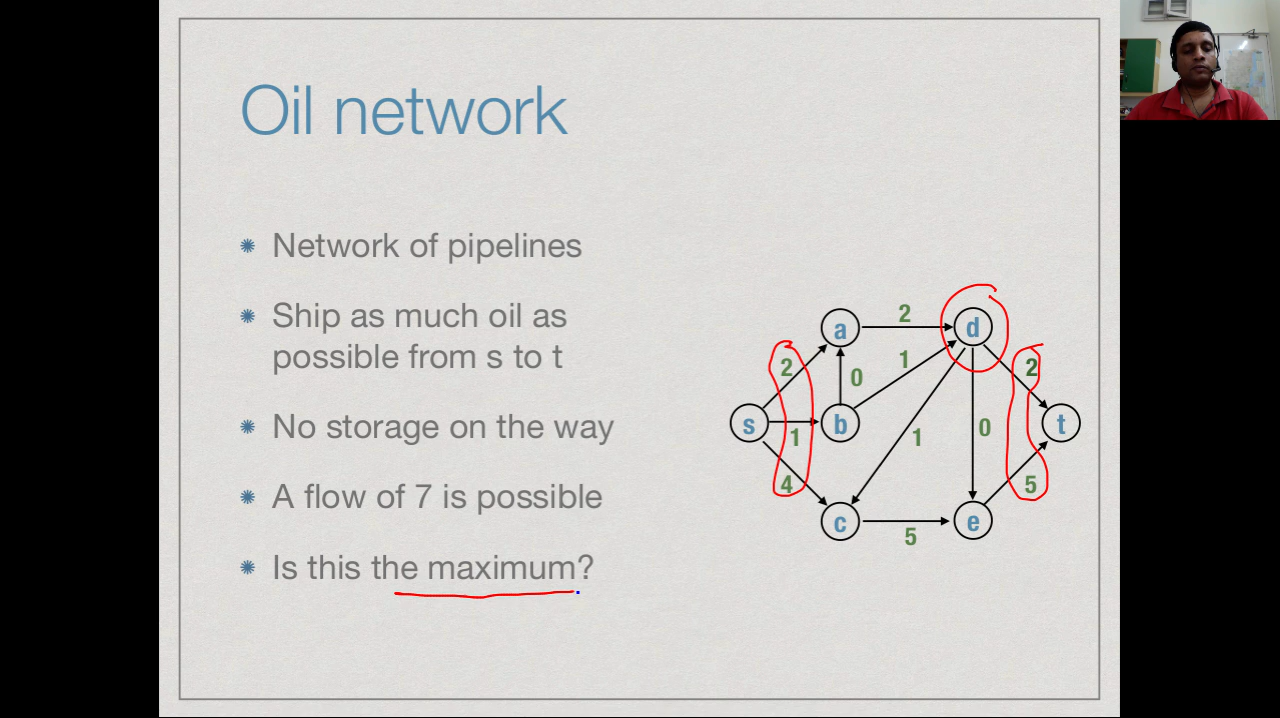 Oil network
Network of pipelines
Ship as much oil as
possible from s to t
No storage on the way
A flow of 7 is possible
Is this the maximum?
a 2 d
2 0 1 2
s 1 b 1 0 t
4 5
c 5 e